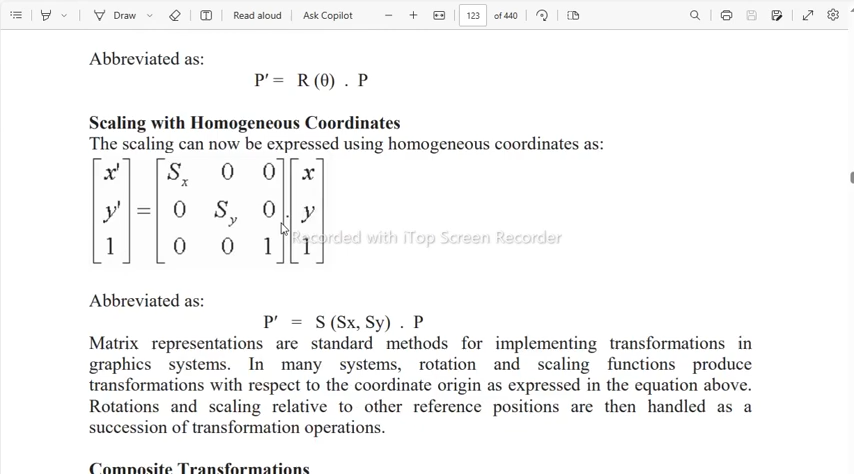 Draw
Read aloud
Ask Copilot
123 of 440
Abbreviated as:
P′ = R (θ) . P
Scaling with Homogeneous Coordinates
The scaling can now be expressed using homogeneous coordinates as:
x' Sx 0 0 x
y' = 0 Sy 0 . y
1 0 0 1 1
Recorded with iTop Screen Recorder
Abbreviated as:
P′ = S (Sx, Sy) . P
Matrix representations are standard methods for implementing transformations in
graphics systems. In many systems, rotation and scaling functions produce
transformations with respect to the coordinate origin as expressed in the equation above.
Rotations and scaling relative to other reference positions are then handled as a
succession of transformation operations.
Composite Transformations